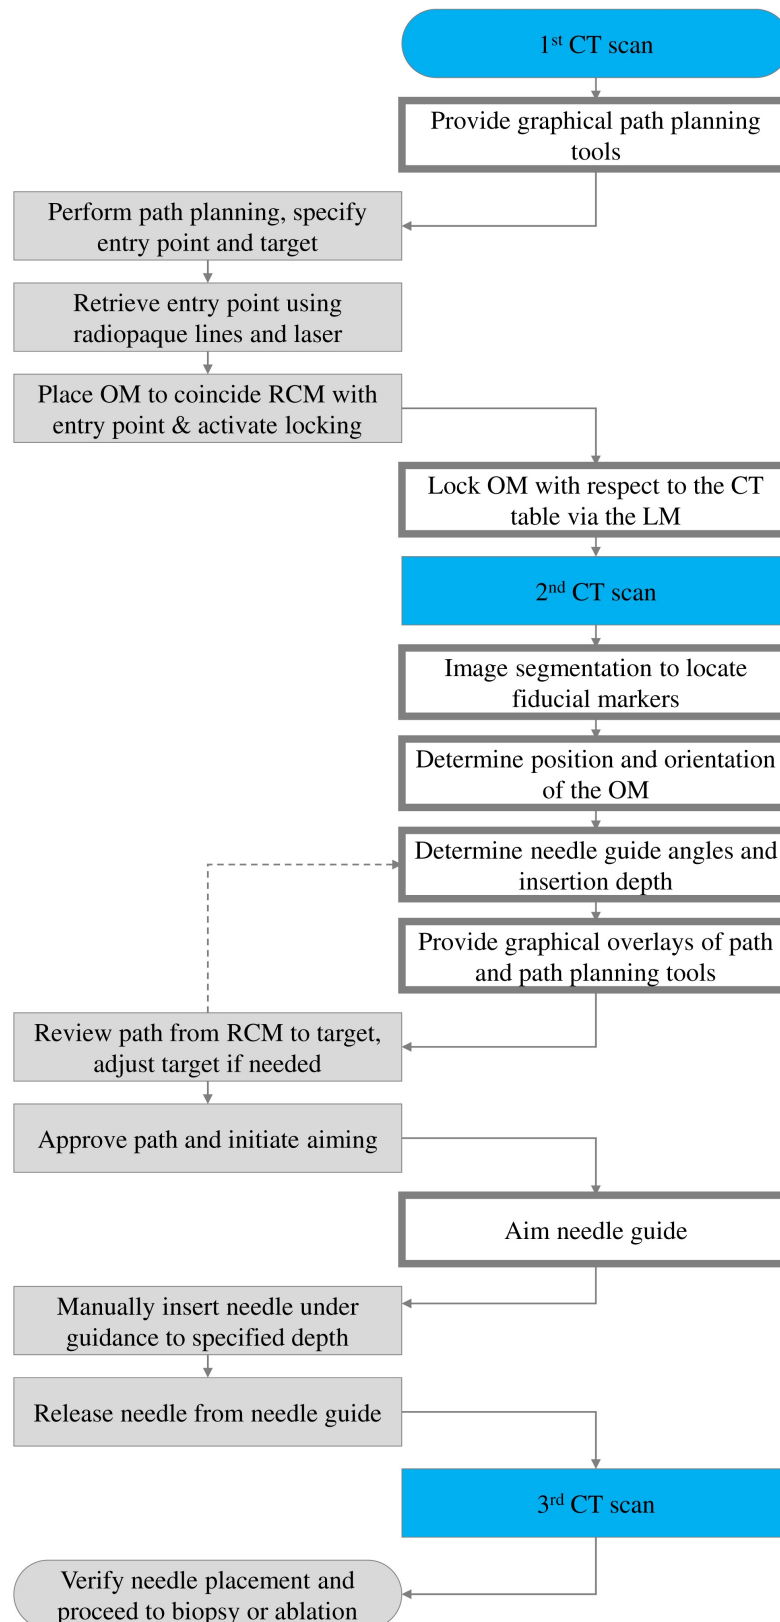 1st CT scan
Provide graphical path planning
tools
Perform path planning, specify
entry point and target
Retrieve entry point using
radiopaque lines and laser
Place OM to coincide RCM with
entry point & activate locking
Lock OM with respect to the CT
table via the LM
2nd CT scan
Image segmentation to locate
fiducial markers
Determine position and orientation
of the OM
Determine needle guide angles and
insertion depth
Provide graphical overlays of path
and path planning tools
Review path from RCM to target,
adjust target if needed
Approve path and initiate aiming
Aim needle guide
Manually insert needle under
guidance to specified depth
Release needle from needle guide
3rd CT scan
Verify needle placement and
proceed to biopsy or ablation